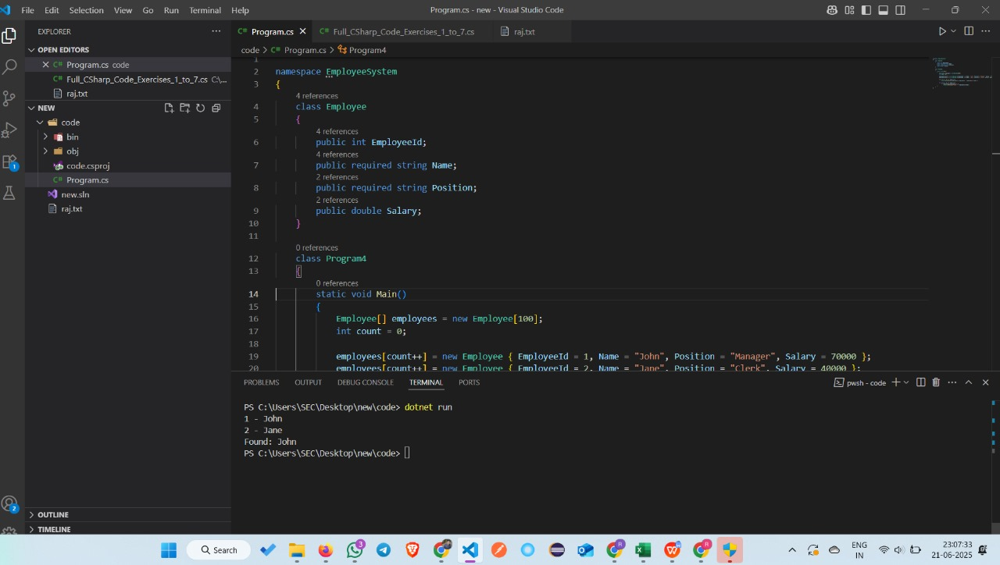 File Edit Selection View Go Run Terminal Help
Program.cs - new - Visual Studio Code
EXPLORER
OPEN EDITORS
C# Program.cs code
C# Full_CSharp_Code_Exercises_1_to_7.cs C:\...
raj.txt
NEW
code
bin
obj
code.csproj
C# Program.cs
new.sln
raj.txt
OUTLINE
TIMELINE
C# Program.cs
C# Full_CSharp_Code_Exercises_1_to_7.cs
raj.txt
code > C# Program.cs > Program4
1
2 namespace EmployeeSystem
3 {
4 references
4 class Employee
5 {
4 references
6 public int EmployeeId;
4 references
7 public required string Name;
2 references
8 public required string Position;
2 references
9 public double Salary;
10 }
11
0 references
12 class Program4
13 {
0 references
14 static void Main()
15 {
16 Employee[] employees = new Employee[100];
17 int count = 0;
18
19 employees[count++] = new Employee { EmployeeId = 1, Name = "John", Position = "Manager", Salary = 70000 };
20 employees[count++] = new Employee { EmployeeId = 2, Name = "Jane", Position = "Clerk", Salary = 40000 };
PROBLEMS OUTPUT DEBUG CONSOLE TERMINAL PORTS
pwsh - code
PS C:\Users\SEC\Desktop\new\code> dotnet run
1 - John
2 - Jane
Found: John
PS C:\Users\SEC\Desktop\new\code>
1
2
Search
3
ENG
IN
23:07:33
21-06-2025